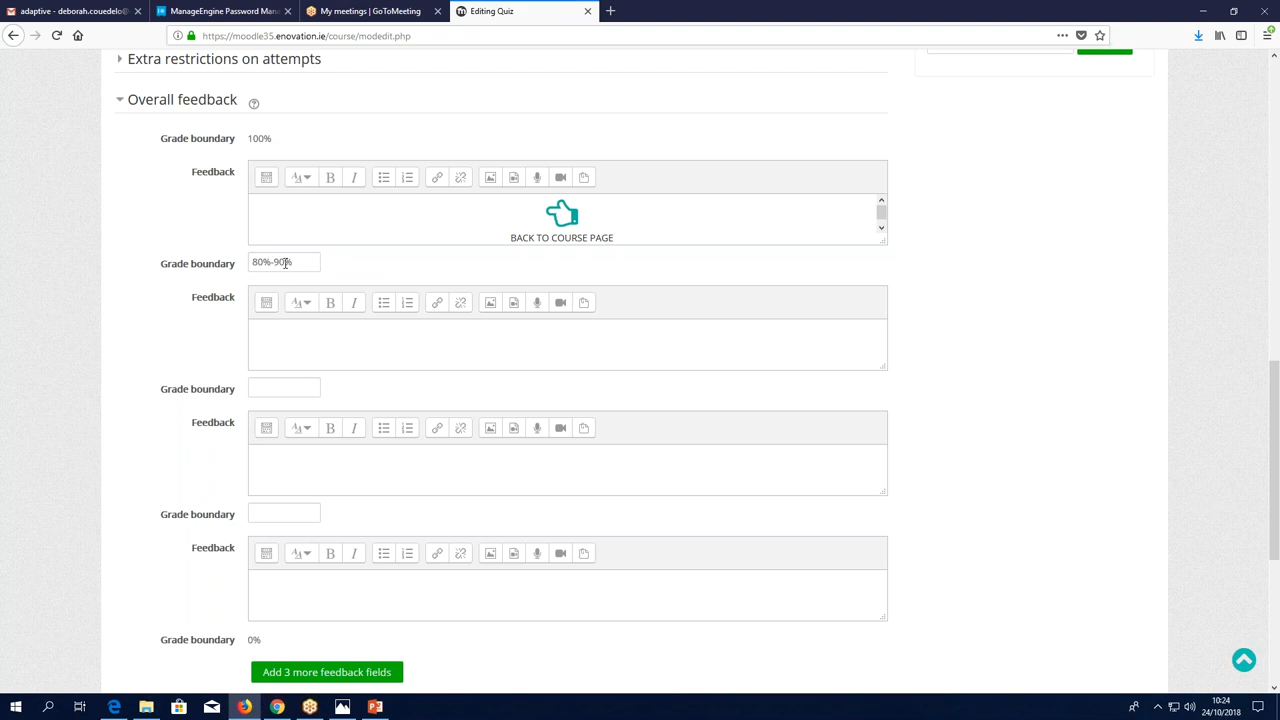 adaptive - deborah.couedelo
ManageEngine Password Man
My meetings | GoToMeeting
Editing Quiz
https://moodle35.enovation.ie/course/modedit.php
Extra restrictions on attempts
Overall feedback
Grade boundary 100%
Feedback
BACK TO COURSE PAGE
Grade boundary 80%-90%
Feedback
Grade boundary
Feedback
Grade boundary
Feedback
Grade boundary 0%
Add 3 more feedback fields
10:24
24/10/2018